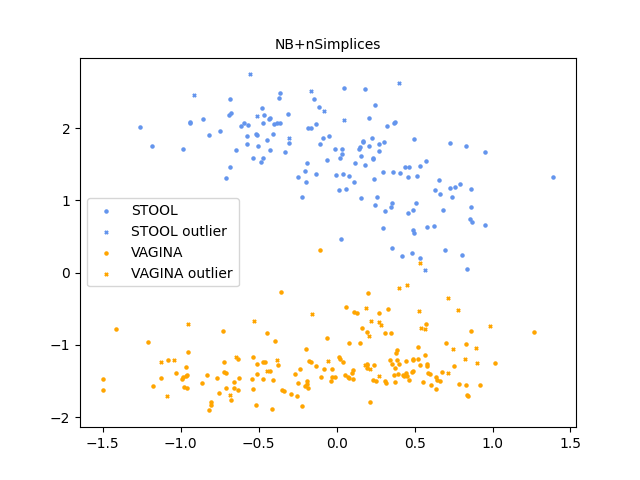 NB+nSimplices
2
1
0
−1
−2
STOOL
STOOL outlier
VAGINA
VAGINA outlier
−1.5 −1.0 −0.5 0.0 0.5 1.0 1.5